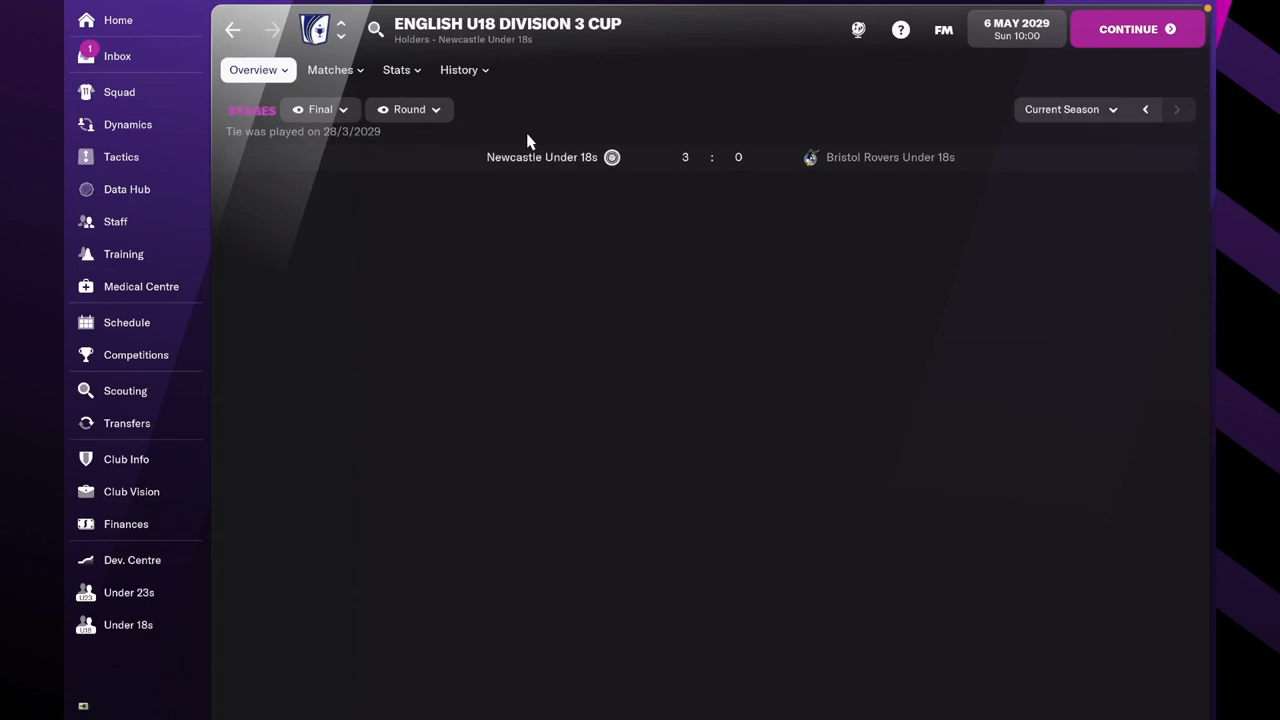 Home
1
Inbox
11
Squad
Dynamics
Tactics
Data Hub
Staff
Training
Medical Centre
Schedule
Competitions
Scouting
Transfers
Club Info
Club Vision
Finances
Dev. Centre
U23
Under 23s
U18
Under 18s
ENGLISH U18 DIVISION 3 CUP
Holders - Newcastle Under 18s
FM
6 MAY 2029
Sun 10:00
CONTINUE
Overview
Matches
Stats
History
STAGES
Final
Round
Current Season
Tie was played on 28/3/2029
Newcastle Under 18s 3 : 0 Bristol Rovers Under 18s